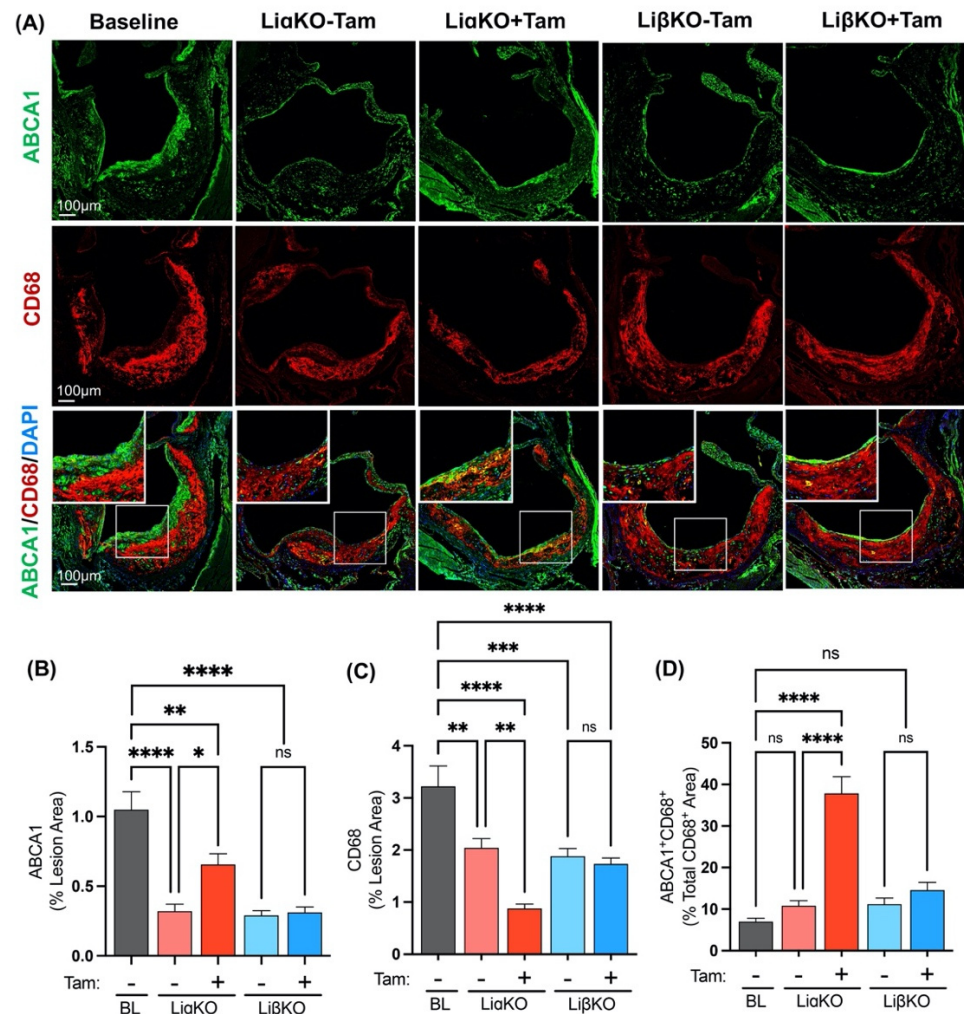 (A)
Baseline
LiαKO-Tam
LiαKO+Tam
LiβKO-Tam
LiβKO+Tam
ABCA1
100µm
CD68
100µm
ABCA1/CD68/DAPI
100µm
(B)
****
**
****
*
ns
ABCA1
(% Lesion Area)
1.5
1.0
0.5
0.0
Tam:
-
-
+
-
+
BL
LiαKO
LiβKO
(C)
****
***
****
**
**
ns
CD68
(% Lesion Area)
4
3
2
1
0
-
-
+
-
+
BL
LiαKO
LiβKO
(D)
ns
****
ns
****
ns
ABCA1+CD68+
(% Total CD68+ Area)
50
40
30
20
10
0
Tam:
-
-
+
-
+
BL
LiαKO
LiβKO